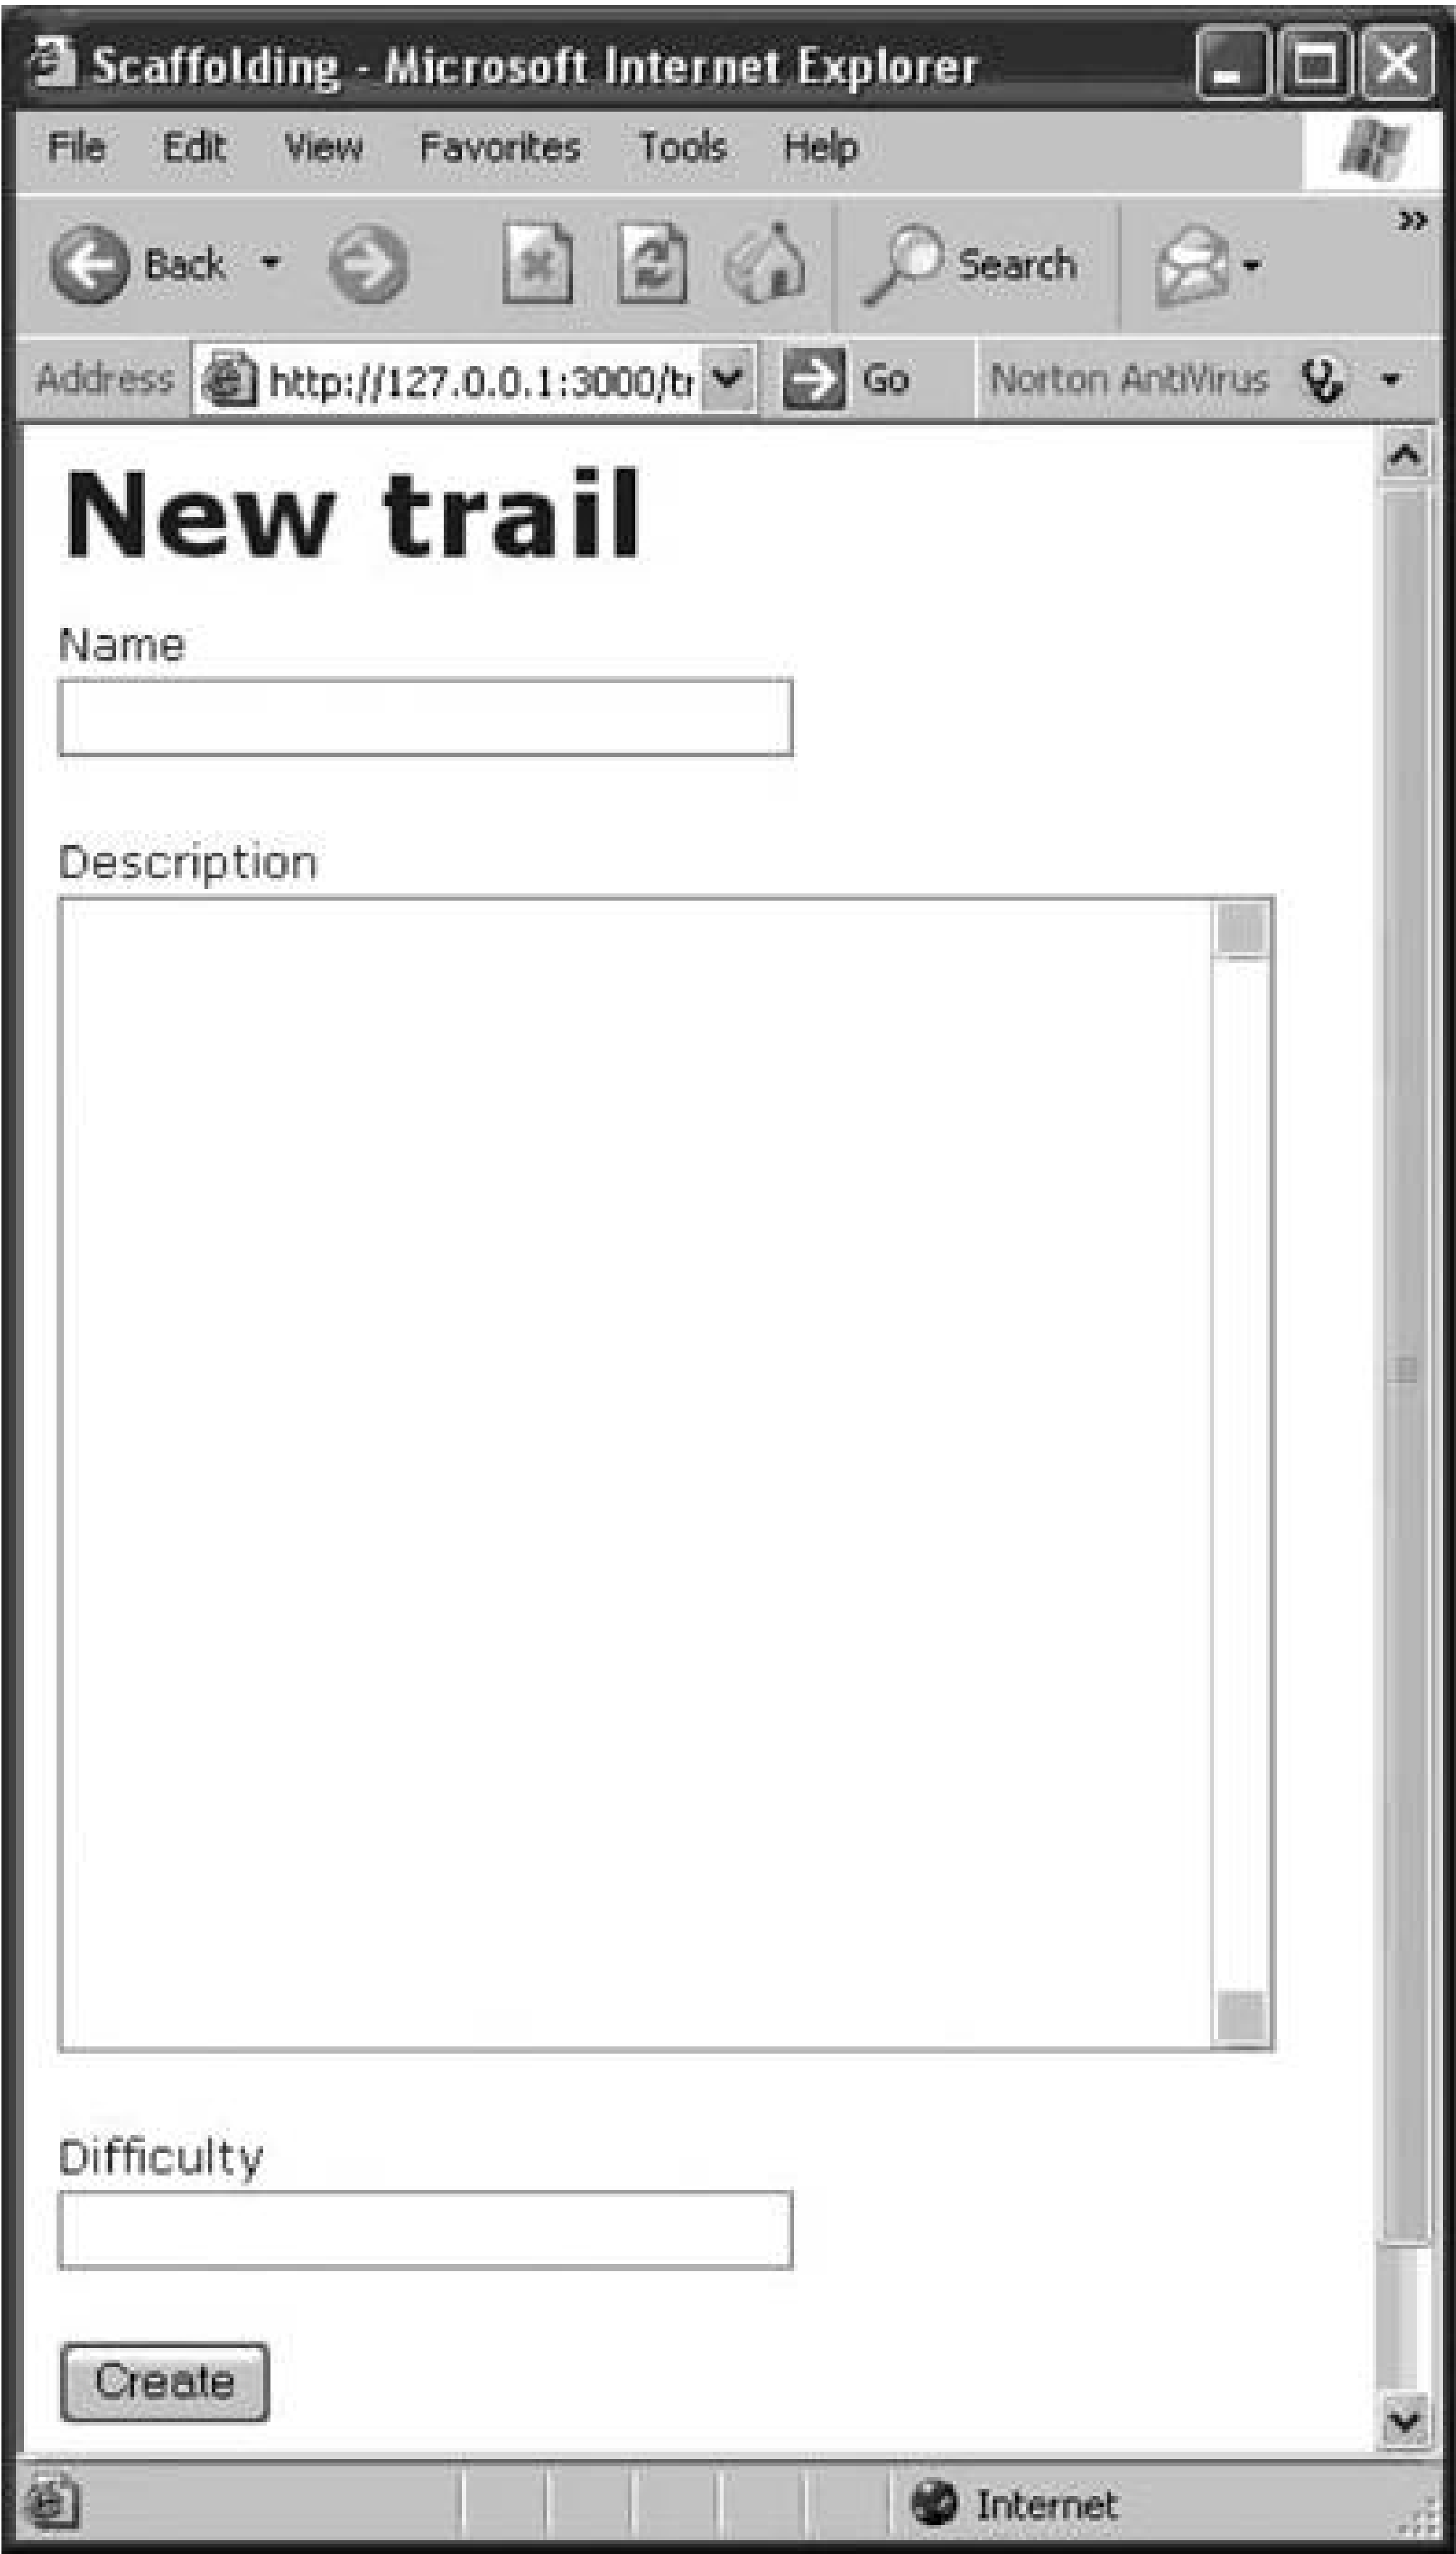 Scaffolding - Microsoft Internet Explorer
File Edit View Favorites Tools Help
Back Search »
Address http://127.0.0.1:3000/tr Go Norton AntiVirus
New trail
Name
Description
Difficulty
Create
Internet